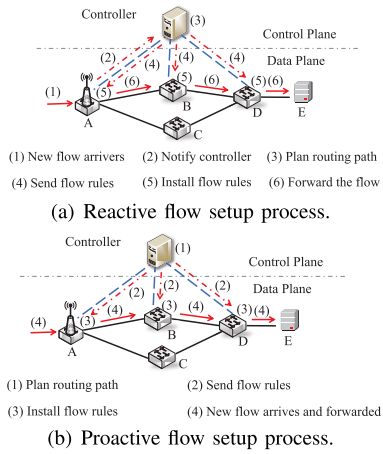 Controller
(3)
Control Plane
(2)
(4)
(4)
(4)
Data Plane
(1)
(5)
(6)
(5)
(6)
(5)
(6)
A
B
D
E
C
(1) New flow arrivers
(2) Notify controller
(3) Plan routing path
(4) Send flow rules
(5) Install flow rules
(6) Forward the flow
(a) Reactive flow setup process.
Controller
(1)
Control Plane
Data Plane
(2)
(2)
(2)
(4)
(3)
(4)
(3)
(4)
(3)
(4)
A
B
D
E
C
(1) Plan routing path
(2) Send flow rules
(3) Install flow rules
(4) New flow arrives and forwarded
(b) Proactive flow setup process.